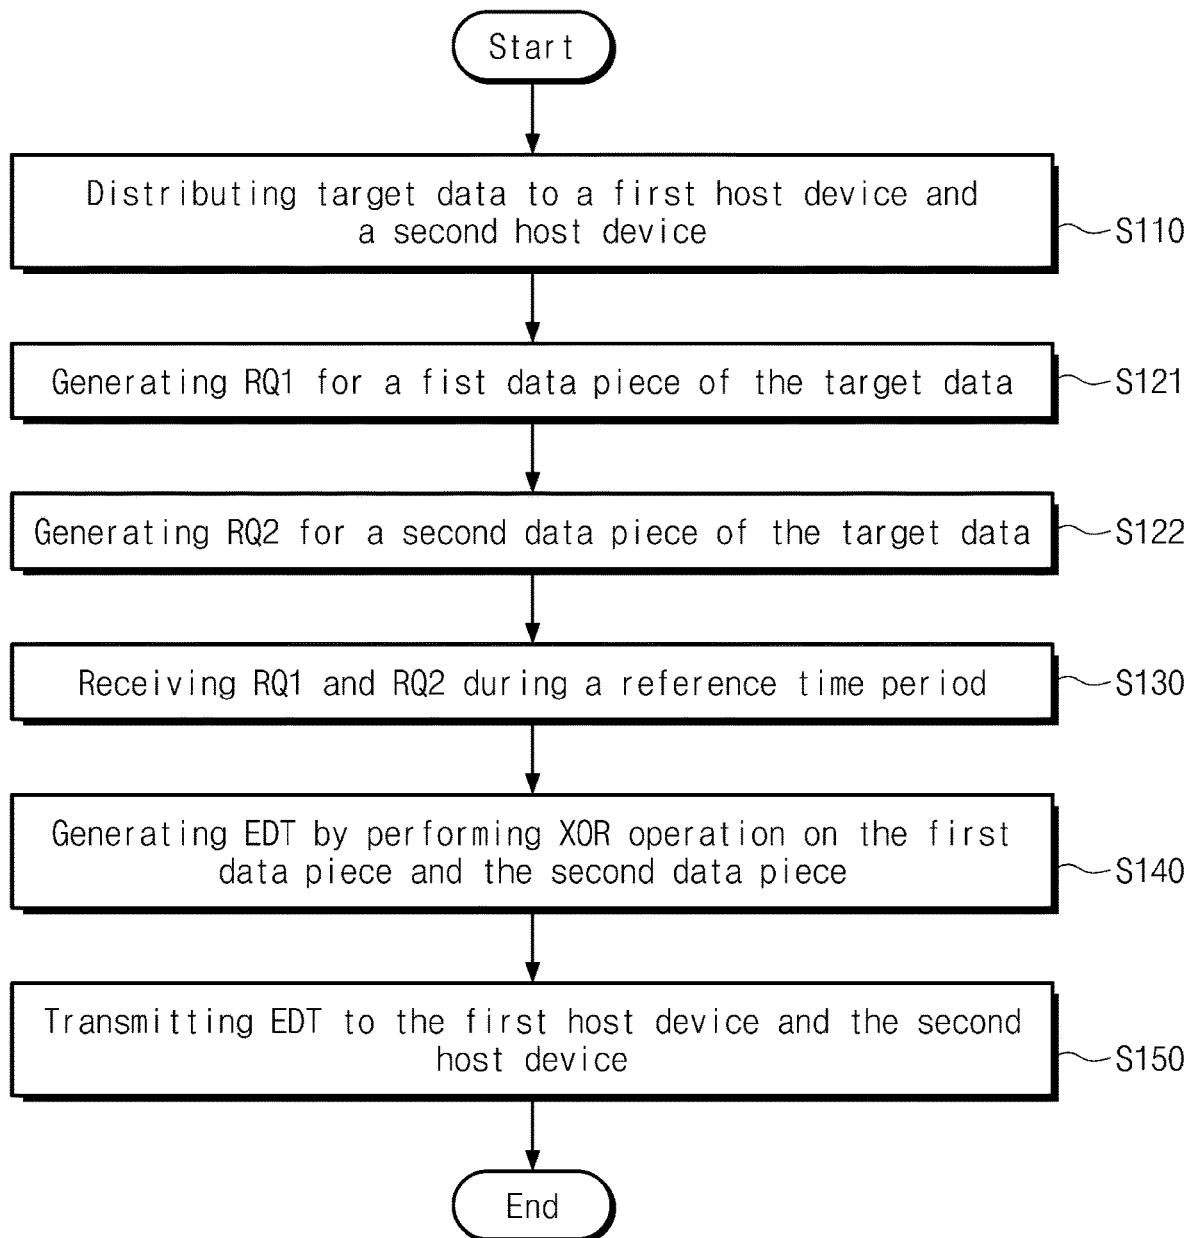 Start
Distributing target data to a first host device and
a second host device
S110
Generating RQ1 for a fist data piece of the target data
S121
Generating RQ2 for a second data piece of the target data
S122
Receiving RQ1 and RQ2 during a reference time period
S130
Generating EDT by performing XOR operation on the first
data piece and the second data piece
S140
Transmitting EDT to the first host device and the second
host device
S150
End